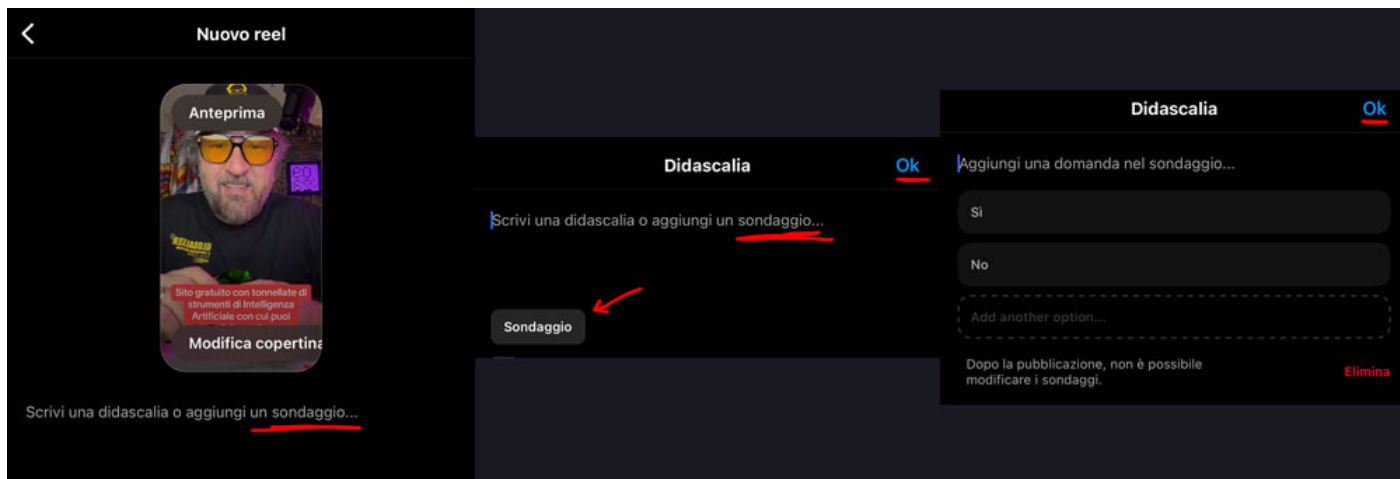 Nuovo reel
Anteprima
Sito gratuito con tonnellate di
strumenti di Intelligenza
Artificiale con cui puoi
Modifica copertina
Scrivi una didascalia o aggiungi un sondaggio...
Didascalia
Ok
Scrivi una didascalia o aggiungi un sondaggio...
Sondaggio
Didascalia
Ok
Aggiungi una domanda nel sondaggio...
Sì
No
Add another option...
Dopo la pubblicazione, non è possibile
modificare i sondaggi.
Elimina